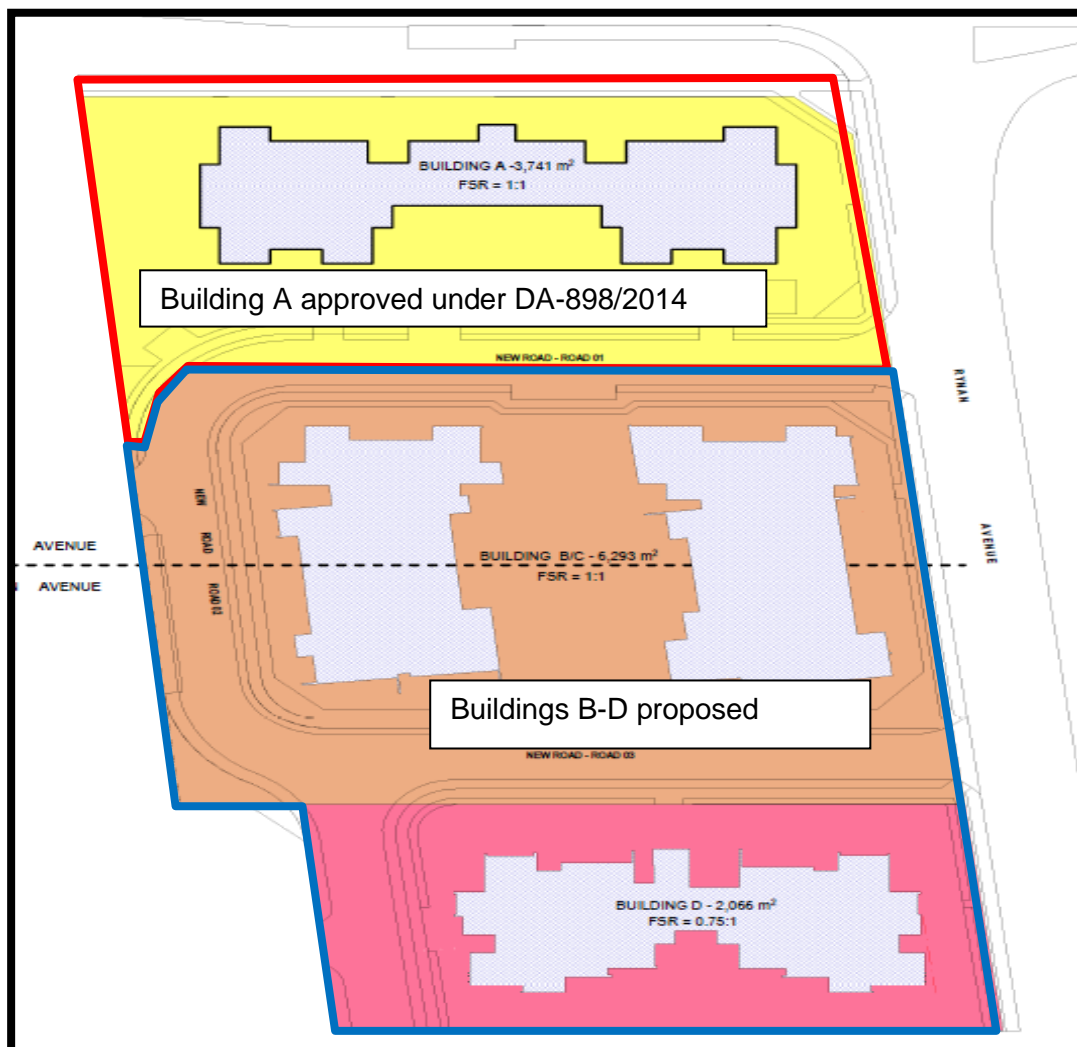 BUILDING A -3,741 m²
FSR = 1:1
Building A approved under DA-898/2014
NEW ROAD - ROAD 01
RYNAN
AVENUE
NEW
ROAD
ROAD 02
AVENUE
N AVENUE
BUILDING B/C - 6,293 m²
FSR = 1:1
Buildings B-D proposed
NEW ROAD - ROAD 03
BUILDING D - 2,066 m²
FSR = 0.75:1